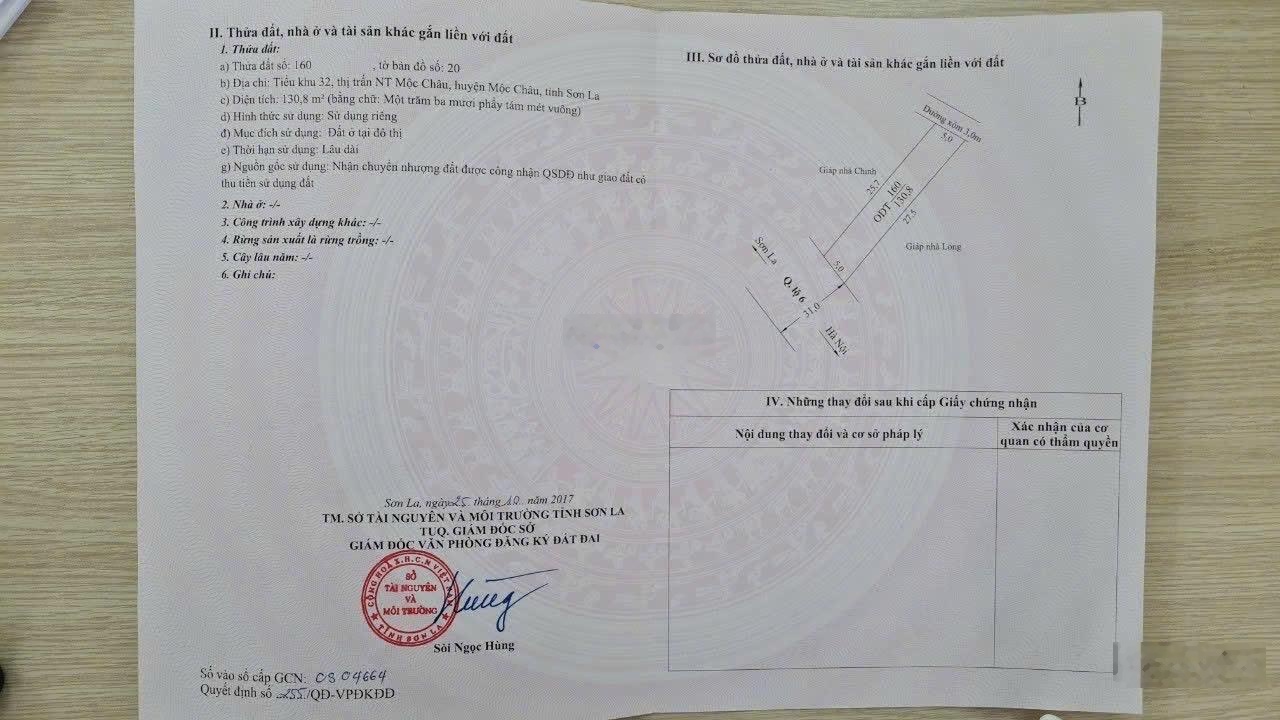 II. Thửa đất, nhà ở và tài sản khác gắn liền với đất
1. Thửa đất:
a) Thửa đất số: 160 , tờ bản đồ số: 20
b) Địa chỉ: Tiểu khu 32, thị trấn NT Mộc Châu, huyện Mộc Châu, tỉnh Sơn La
c) Diện tích: 130,8 m² (bằng chữ: Một trăm ba mươi phẩy tám mét vuông)
d) Hình thức sử dụng: Sử dụng riêng
đ) Mục đích sử dụng: Đất ở tại đô thị
e) Thời hạn sử dụng: Lâu dài
g) Nguồn gốc sử dụng: Nhận chuyển nhượng đất được công nhận QSDĐ như giao đất có
thu tiền sử dụng đất
2. Nhà ở: -/-
3. Công trình xây dựng khác: -/-
4. Rừng sản xuất là rừng trồng: -/-
5. Cây lâu năm: -/-
6. Ghi chú:
Sơn La, ngày 25 tháng 10 năm 2017
TM. SỞ TÀI NGUYÊN VÀ MÔI TRƯỜNG TỈNH SƠN LA
TUQ. GIÁM ĐỐC SỞ
GIÁM ĐỐC VĂN PHÒNG ĐĂNG KÝ ĐẤT ĐAI
CỘNG HOÀ X.H.C.N VIỆT NAM
SỞ
TÀI NGUYÊN
VÀ
MÔI TRƯỜNG
TỈNH SƠN LA
Hùng
Sôi Ngọc Hùng
Số vào sổ cấp GCN: CS 04664
Quyết định số 255/QĐ-VPĐKĐĐ
III. Sơ đồ thửa đất, nhà ở và tài sản khác gắn liền với đất
B
Đường xóm 3,0m
5,0
Giáp nhà Chinh
25,7
ODT 160
130,8
27,5
Giáp nhà Long
Sơn La
5,0
Q. lộ 6
31,0
Hà Nội
IV. Những thay đổi sau khi cấp Giấy chứng nhận
Nội dung thay đổi và cơ sở pháp lý
Xác nhận của cơ
quan có thẩm quyền